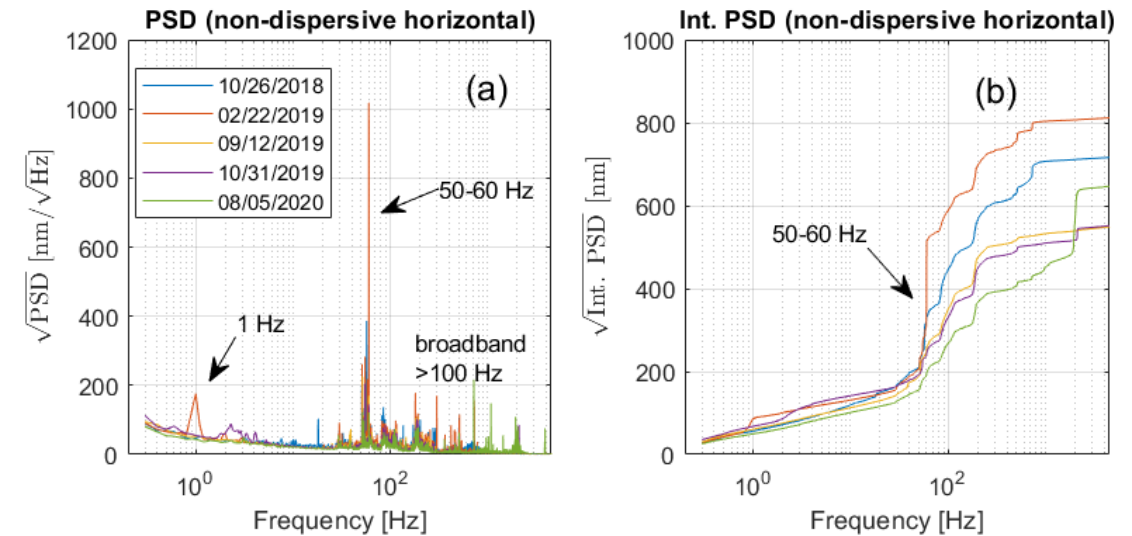 PSD (non-dispersive horizontal)
1200
1000
800
600
400
200
0
10^0
10^2
√PSD [nm/√Hz]
Frequency [Hz]
10/26/2018
02/22/2019
09/12/2019
10/31/2019
08/05/2020
(a)
50-60 Hz
1 Hz
broadband
>100 Hz
Int. PSD (non-dispersive horizontal)
1000
800
600
400
200
0
10^0
10^2
√Int. PSD [nm]
Frequency [Hz]
(b)
50-60 Hz